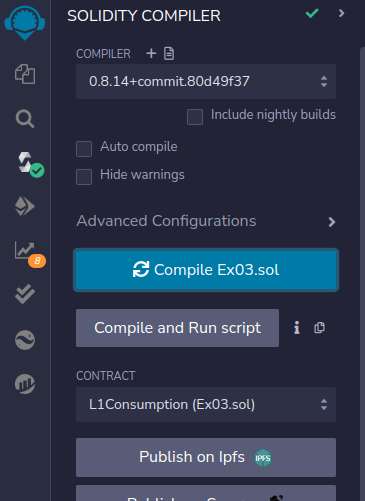 SOLIDITY COMPILER
COMPILER
0.8.14+commit.80d49f37
Include nightly builds
Auto compile
Hide warnings
Advanced Configurations
8
Compile Ex03.sol
Compile and Run script
CONTRACT
L1Consumption (Ex03.sol)
Publish on Ipfs
IPFS